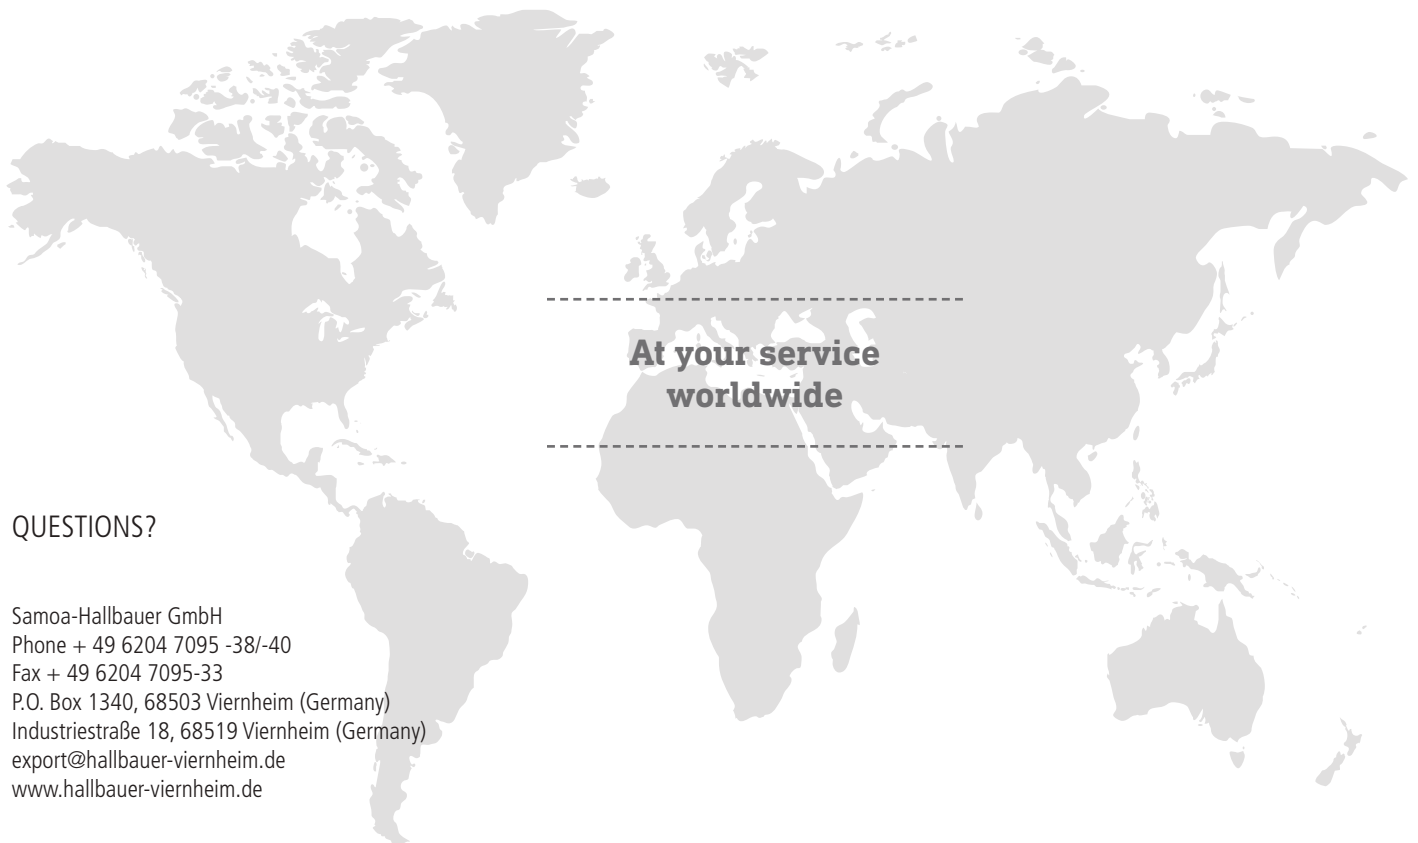 At your service
worldwide
QUESTIONS?
Samoa-Hallbauer GmbH
Phone + 49 6204 7095 -38/-40
Fax + 49 6204 7095-33
P.O. Box 1340, 68503 Viernheim (Germany)
Industriestraße 18, 68519 Viernheim (Germany)
export@hallbauer-viernheim.de
www.hallbauer-viernheim.de